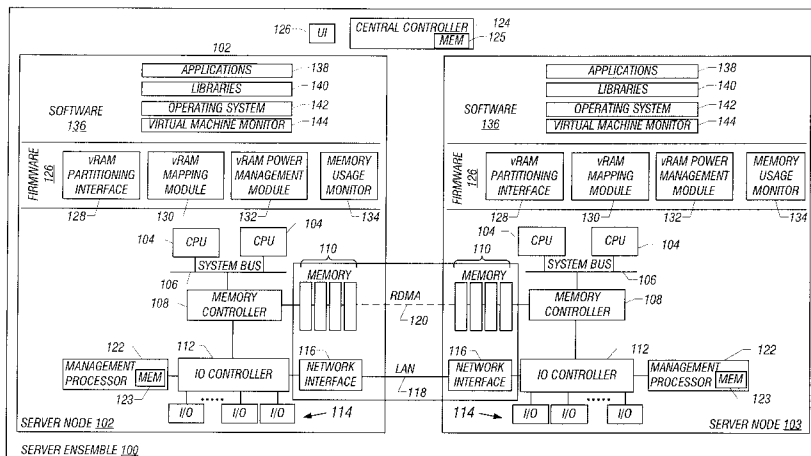 126 UI
CENTRAL CONTROLLER 124
MEM 125
102
APPLICATIONS 138
LIBRARIES 140
SOFTWARE 136
OPERATING SYSTEM 142
VIRTUAL MACHINE MONITOR 144
FIRMWARE 126
vRAM PARTITIONING INTERFACE
vRAM MAPPING MODULE
vRAM POWER MANAGEMENT MODULE
MEMORY USAGE MONITOR
128
130
132
134
104 CPU
CPU 104
SYSTEM BUS
106
108
MEMORY CONTROLLER
110
MEMORY
RDMA
120
122
MANAGEMENT PROCESSOR
MEM
123
112
IO CONTROLLER
116
NETWORK INTERFACE
LAN
118
I/O
I/O
I/O
114
SERVER NODE 102
APPLICATIONS 138
LIBRARIES 140
SOFTWARE 136
OPERATING SYSTEM 142
VIRTUAL MACHINE MONITOR 144
FIRMWARE 126
vRAM PARTITIONING INTERFACE
vRAM MAPPING MODULE
vRAM POWER MANAGEMENT MODULE
MEMORY USAGE MONITOR
128
130
132
134
104 CPU
CPU 104
SYSTEM BUS
106
110
MEMORY
MEMORY CONTROLLER
108
116
NETWORK INTERFACE
112
IO CONTROLLER
122
MANAGEMENT PROCESSOR
MEM
123
114
I/O
I/O
I/O
SERVER NODE 103
SERVER ENSEMBLE 100